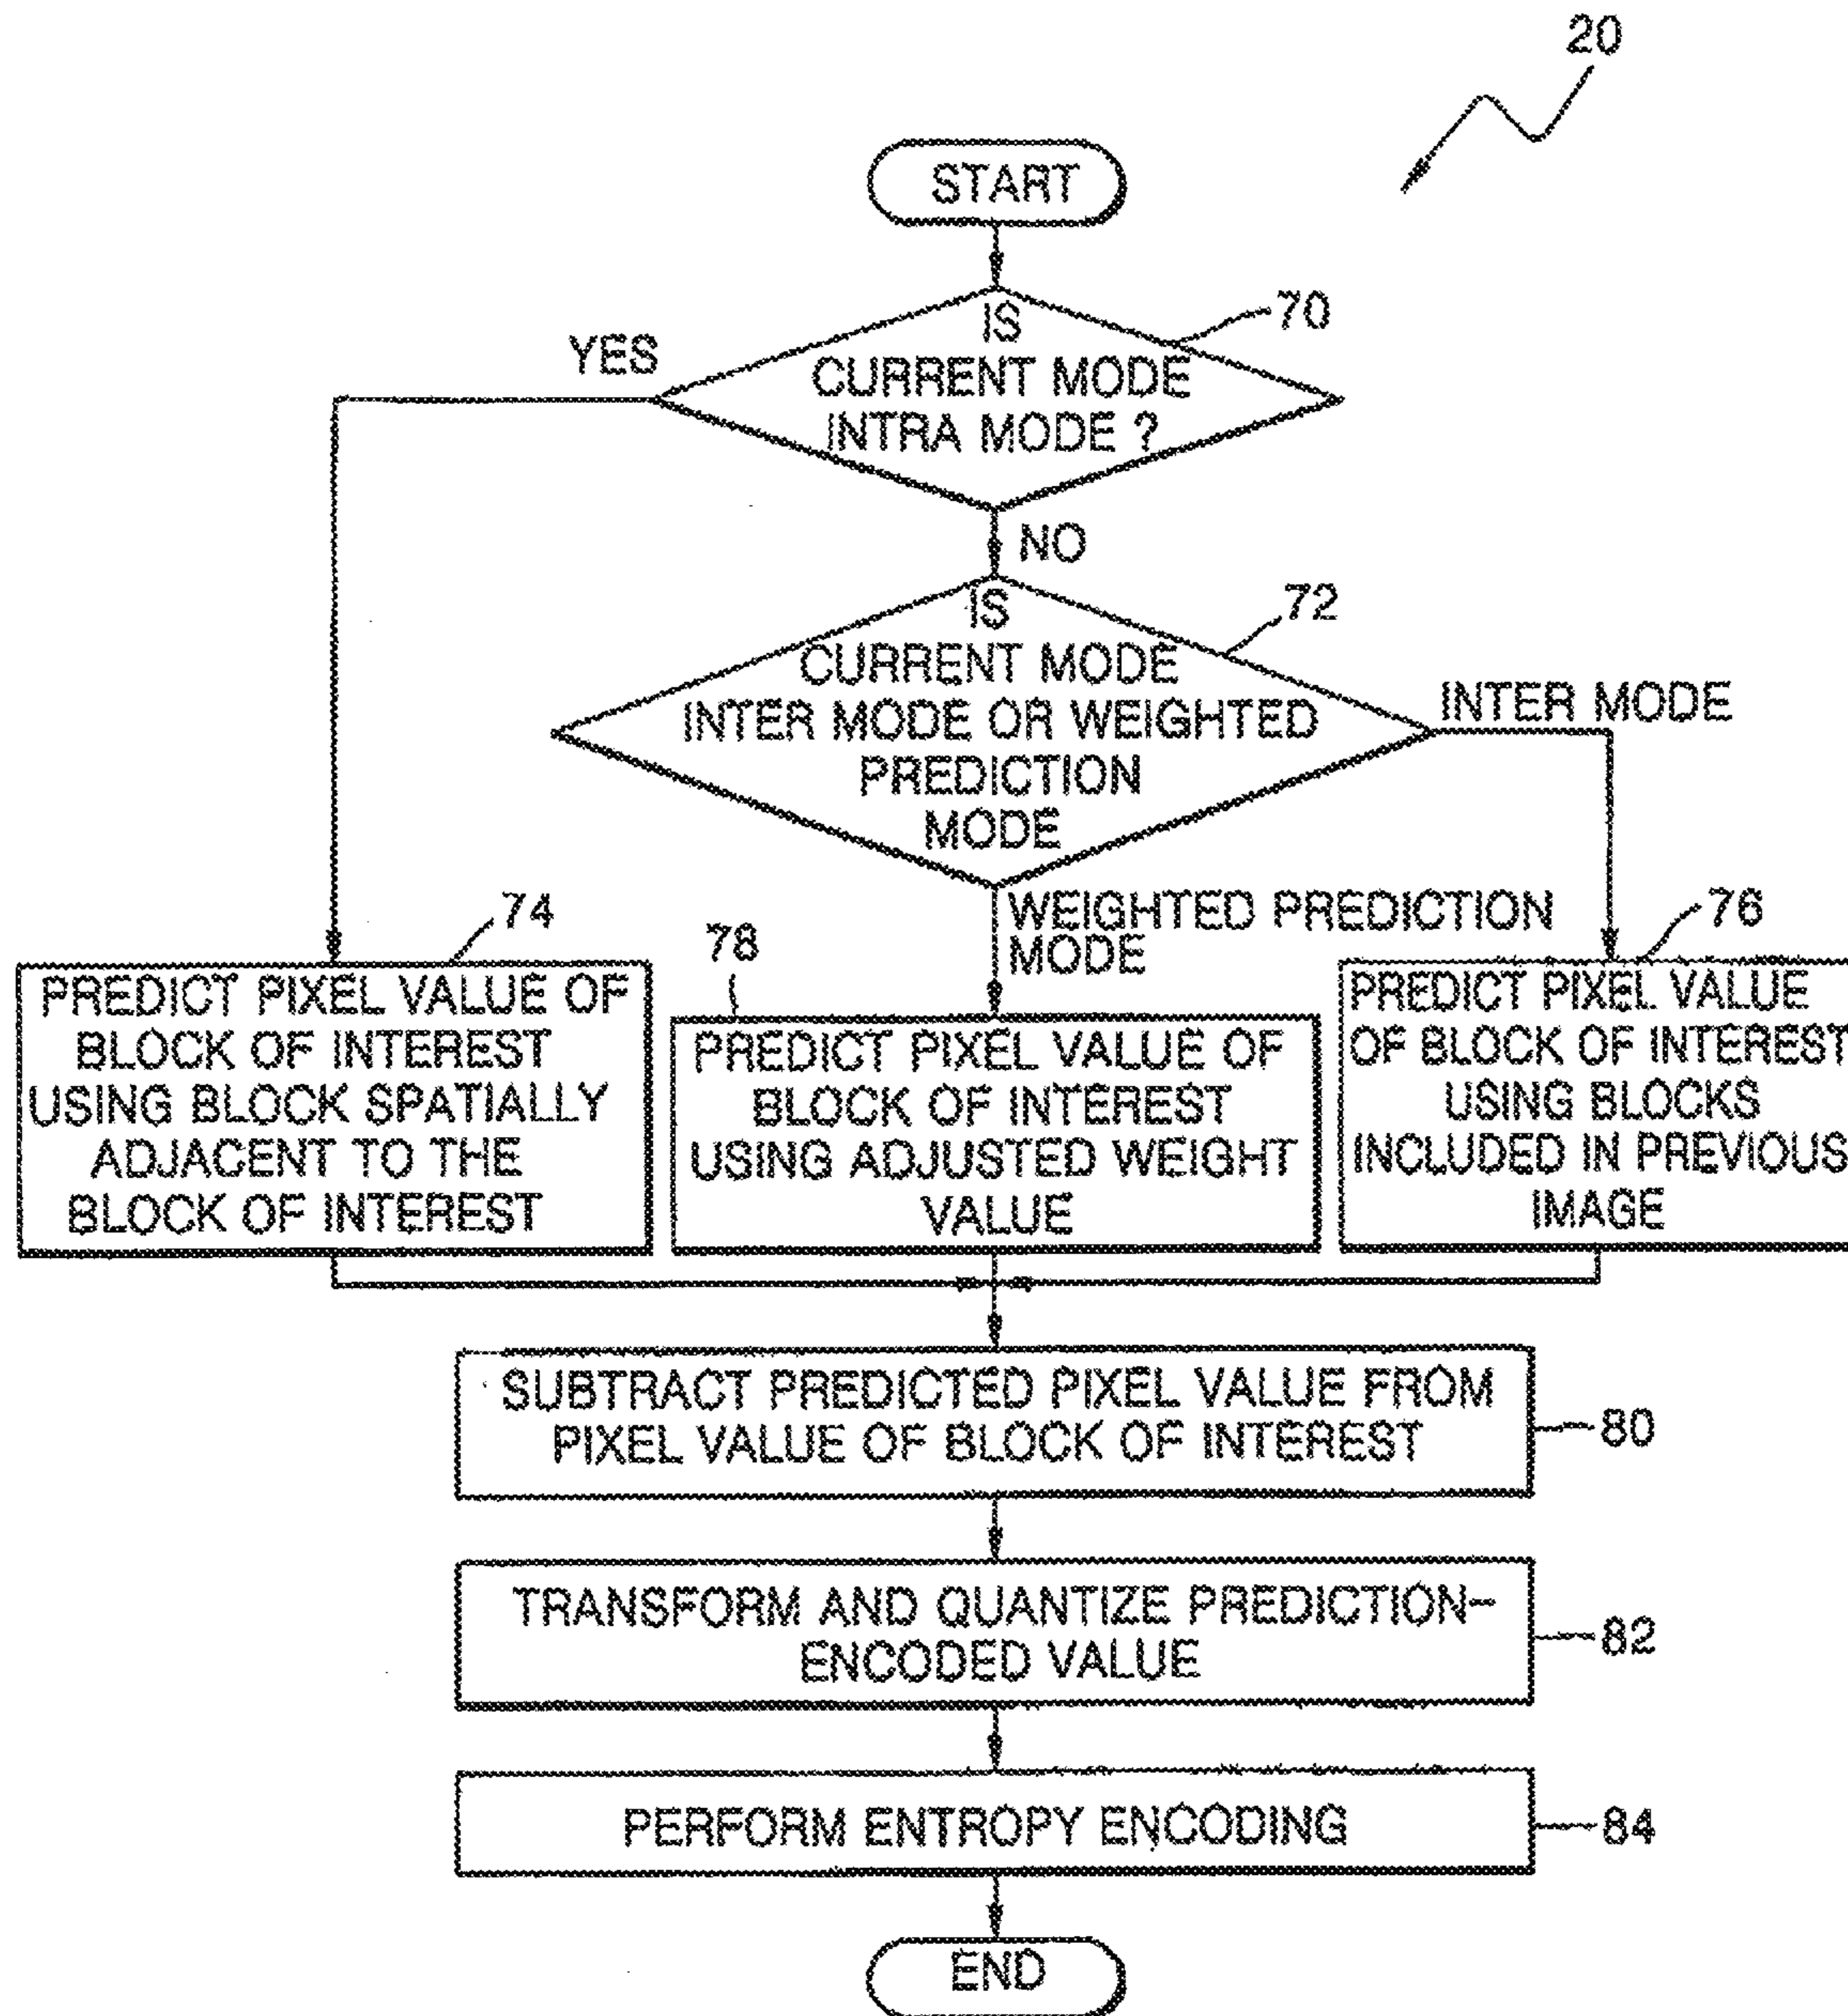 20
START
70
IS
CURRENT MODE
INTRA MODE ?
YES
NO
72
IS
CURRENT MODE
INTER MODE OR WEIGHTED
PREDICTION
MODE
INTER MODE
WEIGHTED PREDICTION
MODE
74
PREDICT PIXEL VALUE OF
BLOCK OF INTEREST
USING BLOCK SPATIALLY
ADJACENT TO THE
BLOCK OF INTEREST
78
PREDICT PIXEL VALUE OF
BLOCK OF INTEREST
USING ADJUSTED WEIGHT
VALUE
76
PREDICT PIXEL VALUE
OF BLOCK OF INTEREST
USING BLOCKS
INCLUDED IN PREVIOUS
IMAGE
SUBTRACT PREDICTED PIXEL VALUE FROM
PIXEL VALUE OF BLOCK OF INTEREST
80
TRANSFORM AND QUANTIZE PREDICTION-
ENCODED VALUE
82
PERFORM ENTROPY ENCODING
84
END